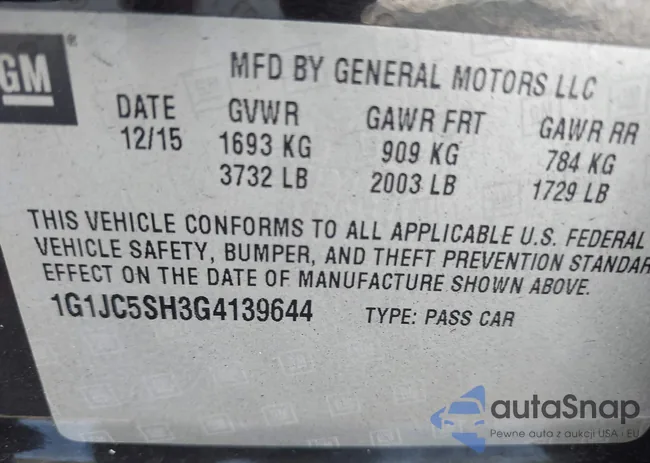 GM
MFD BY GENERAL MOTORS LLC
DATE GVWR GAWR FRT GAWR RR
12/15 1693 KG 909 KG 784 KG
3732 LB 2003 LB 1729 LB
THIS VEHICLE CONFORMS TO ALL APPLICABLE U.S. FEDERAL
VEHICLE SAFETY, BUMPER, AND THEFT PREVENTION STANDAR
EFFECT ON THE DATE OF MANUFACTURE SHOWN ABOVE.
1G1JC5SH3G4139644 TYPE: PASS CAR
autaSnap
Pewne auta z aukcji USA i EU